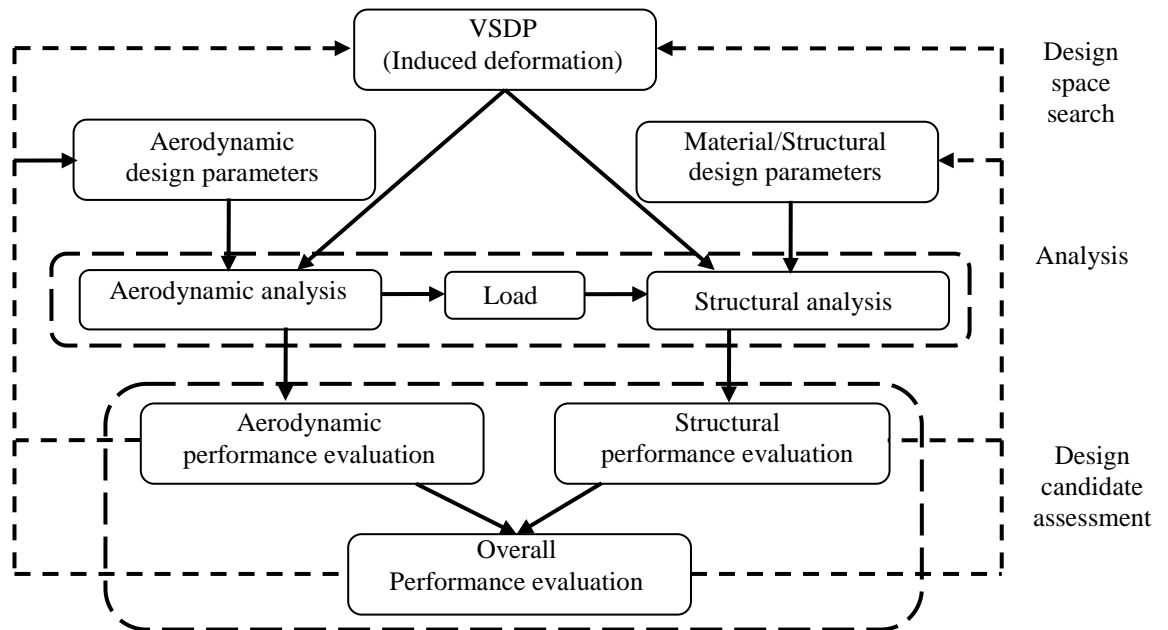 VSDP
(Induced deformation)
Design
space
search
Aerodynamic
design parameters
Material/Structural
design parameters
Analysis
Aerodynamic analysis
Load
Structural analysis
Aerodynamic
performance evaluation
Structural
performance evaluation
Design
candidate
assessment
Overall
Performance evaluation